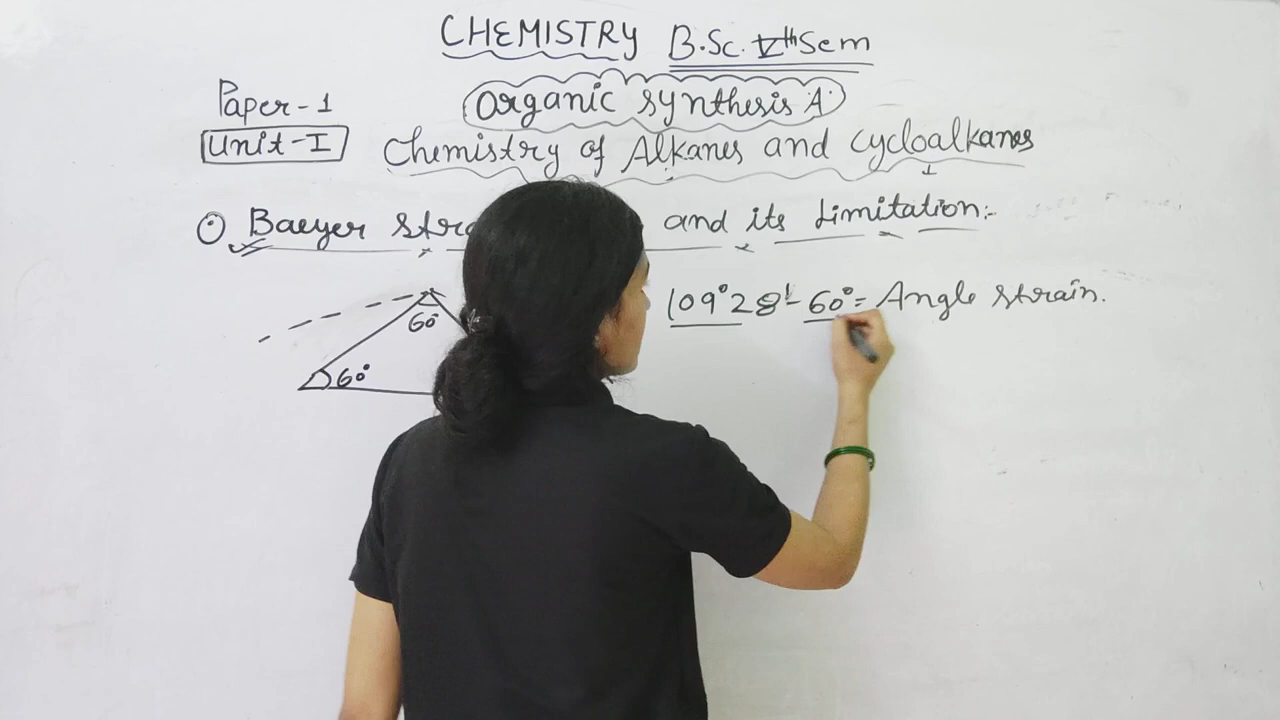 CHEMISTRY B.Sc. Vth Sem
Paper-1
Organic synthesis A
Unit-I
Chemistry of Alkanes and Cycloalkanes
Baeyer and its Limitation:-
60°
60°
109°28'-60°= Angle strain.